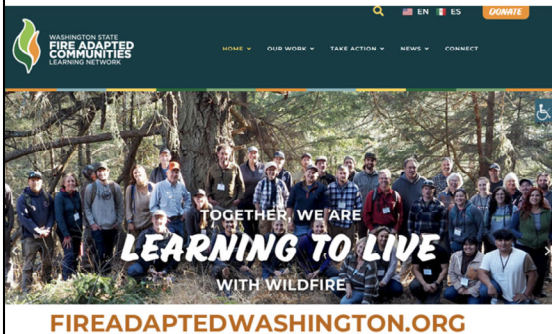 EN
ES
DONATE
WASHINGTON STATE
FIRE ADAPTED
COMMUNITIES
LEARNING NETWORK
HOME
OUR WORK
TAKE ACTION
NEWS
CONNECT
TOGETHER, WE ARE
LEARNING TO LIVE
WITH WILDFIRE
FIREADAPTEDWASHINGTON.ORG